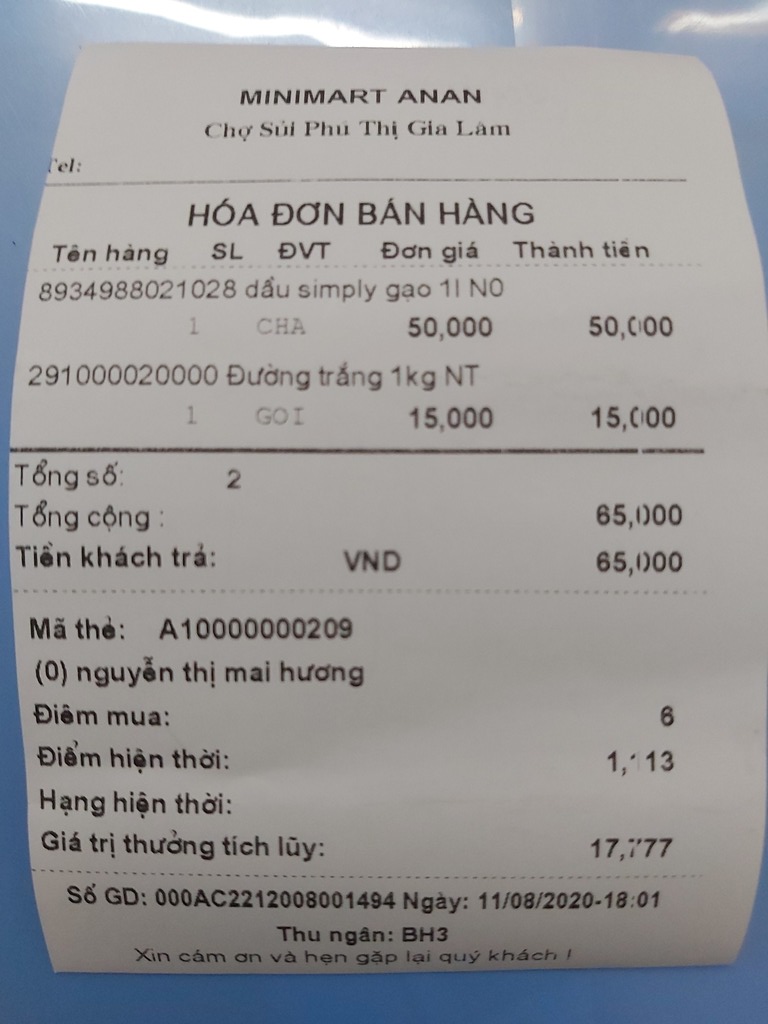 MINIMART ANAN
Chợ Sủi Phú Thị Gia Lâm
Tel:
HÓA ĐƠN BÁN HÀNG
Tên hàng SL ĐVT Đơn giá Thành tiền
8934988021028 dầu simply gạo 1l N0
1 CHA 50,000 50,000
291000020000 Đường trắng 1kg NT
1 GOI 15,000 15,000
Tổng số: 2
Tổng cộng : 65,000
Tiền khách trả: VND 65,000
Mã thẻ: A10000000209
(0) nguyễn thị mai hương
Điểm mua: 6
Điểm hiện thời: 1,113
Hạng hiện thời:
Giá trị thưởng tích lũy: 17,777
Số GD: 000AC2212008001494 Ngày: 11/08/2020-18:01
Thu ngân: BH3
Xin cám ơn và hẹn gặp lại quý khách !